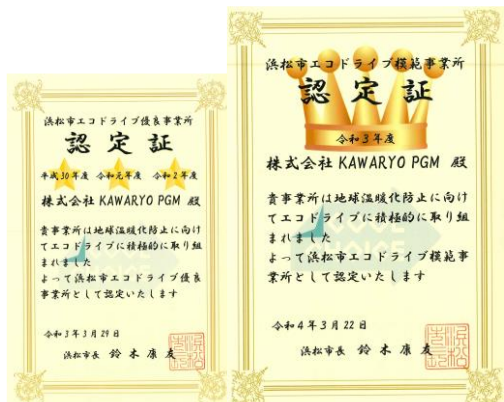 浜松市エコドライブ優良事業所
認定証
平成30年度 令和元年度 令和2年度
株式会社 KAWARYO PGM 殿
貴事業所は地球温暖化防止に向け
てエコドライブに積極的に取り組
まれました
よって浜松市エコドライブ優良
事業所として認定いたします
令和3年3月29日
浜松市長 鈴木康友
浜松市エコドライブ模範事業所
認定証
令和3年度
株式会社 KAWARYO PGM 殿
貴事業所は地球温暖化防止に向け
てエコドライブに積極的に取り組
まれました
よって浜松市エコドライブ模範事
業所として認定いたします
令和4年3月22日
浜松市長 鈴木康友
CHOICE